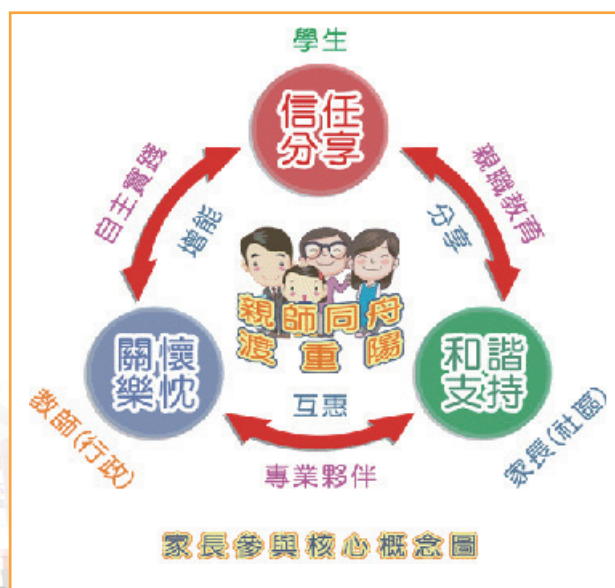 學生
信任
分享
自主實踐
增能
親職教育
分享
親師同舟
渡重陽
關懷
樂忱
和諧
支持
教師(行政)
互惠
家長(社區)
專業夥伴
家長參與核心概念圖